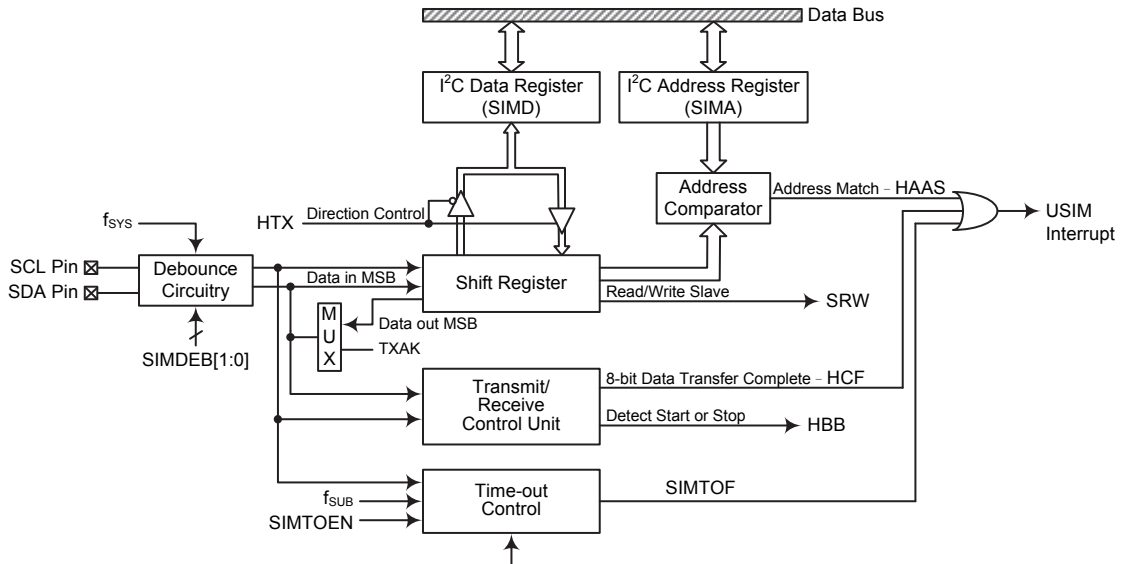 Data Bus
I²C Data Register
(SIMD)
I²C Address Register
(SIMA)
Address
Comparator
Address Match – HAAS
USIM
Interrupt
fSYS
HTX
Direction Control
SCL Pin
SDA Pin
Debounce
Circuitry
Data in MSB
Shift Register
Read/Write Slave
SRW
M
U
X
Data out MSB
TXAK
SIMDEB[1:0]
Transmit/
Receive
Control Unit
8-bit Data Transfer Complete – HCF
Detect Start or Stop
HBB
fSUB
SIMTOEN
Time-out
Control
SIMTOF